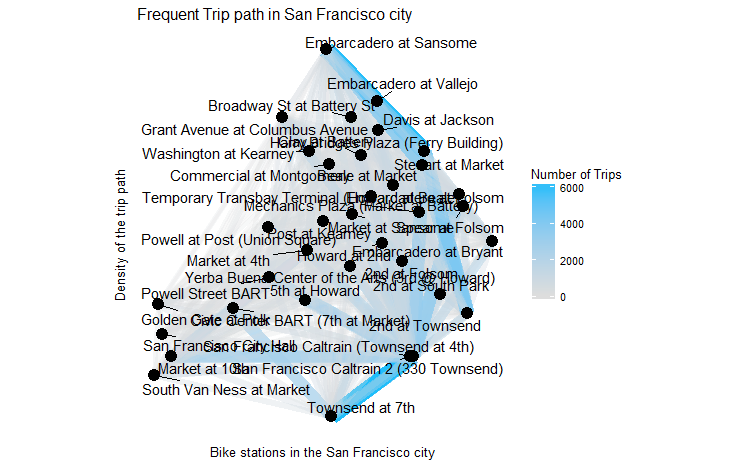 Frequent Trip path in San Francisco city
Embarcadero at Sansome
Embarcadero at Vallejo
Broadway St at Battery St
Davis at Jackson
Grant Avenue at Columbus Avenue
Clay at Battery
Harry Bridges Plaza (Ferry Building)
Washington at Kearney
Steuart at Market
Commercial at Montgomery
Beale at Market
Temporary Transbay Terminal (Howard at Beale)
Embarcadero at Folsom
Mechanics Plaza (Market at Battery)
Post at Kearney
Market at Sansome
Spear at Folsom
Powell at Post (Union Square)
Embarcadero at Bryant
Howard at 2nd
Market at 4th
2nd at Folsom
Yerba Buena Center of the Arts (3rd @ Howard)
2nd at South Park
Powell Street BART
5th at Howard
Golden Gate at Polk
Civic Center BART (7th at Market)
2nd at Townsend
San Francisco City Hall
San Francisco Caltrain (Townsend at 4th)
Market at 10th
San Francisco Caltrain 2 (330 Townsend)
South Van Ness at Market
Townsend at 7th
Density of the trip path
Bike stations in the San Francisco city
Number of Trips
6000
4000
2000
0